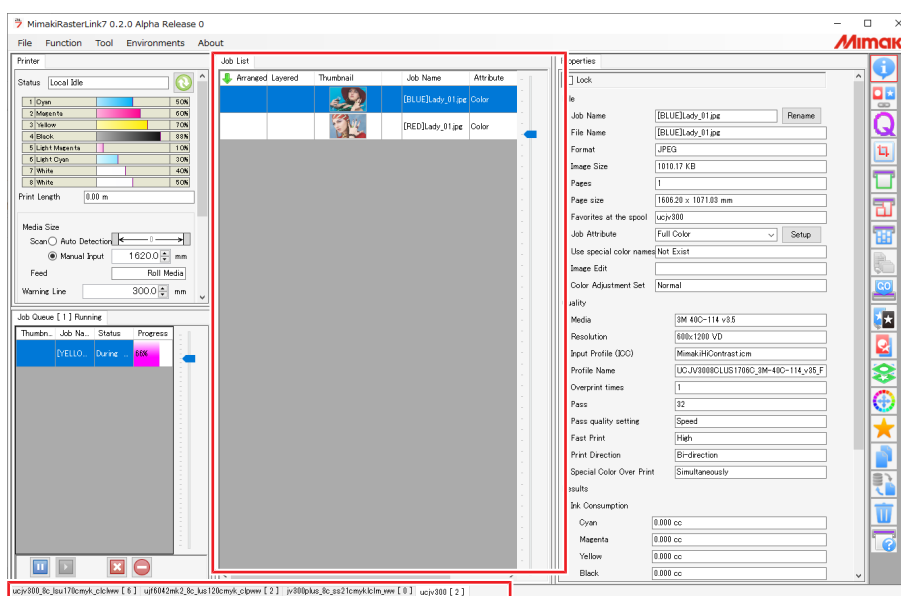 MimakiRasterLink7 0.2.0 Alpha Release 0
File Function Tool Environments About
Mimaki
Printer
Status Local Idle
1 Cyan 50%
2 Magenta 60%
3 Yellow 70%
4 Black 89%
5 Light Magenta 10%
6 Light Cyan 30%
7 White 40%
8 White 50%
Print Length 0.00 m
Media Size
Scan Auto Detection 0
Manual Input 1620.0 mm
Feed Roll Media
Warning Line 300.0 mm
Job Queue [ 1 ] Running
Thumbn... Job Na... Status Progress
[YELLO... During ... 66%
Job List
Arranged Layered Thumbnail Job Name Attribute
[BLUE]Lady_01.jpg Color
[RED]Lady_01.jpg Color
operties
Lock
le
Job Name [BLUE]Lady_01.jpg Rename
File Name [BLUE]Lady_01.jpg
Format JPEG
Image Size 1010.17 KB
Pages 1
Page size 1606.20 x 1071.03 mm
Favorites at the spool ucjv300
Job Attribute Full Color Setup
Use special color names Not Exist
Image Edit
Color Adjustment Set Normal
uality
Media 3M 40C-114 v3.5
Resolution 600x1200 VD
Input Profile (ICC) MimakiHiContrast.icm
Profile Name UCJV3008CLUS1706C_3M-40C-114_v35_F
Overprint times 1
Pass 32
Pass quality setting Speed
Fast Print High
Print Direction Bi-direction
Special Color Over Print Simultaneously
esults
Ink Consumption
Cyan 0.000 cc
Magenta 0.000 cc
Yellow 0.000 cc
Black 0.000 cc
GO
ucjv300_8c_lsu170cmyk_clclww [ 6 ] ujf6042mk2_8c_lus120cmyk_clpww [ 2 ] jv300plus_8c_ss21cmyklclm_ww [ 0 ] ucjv300 [ 2 ]